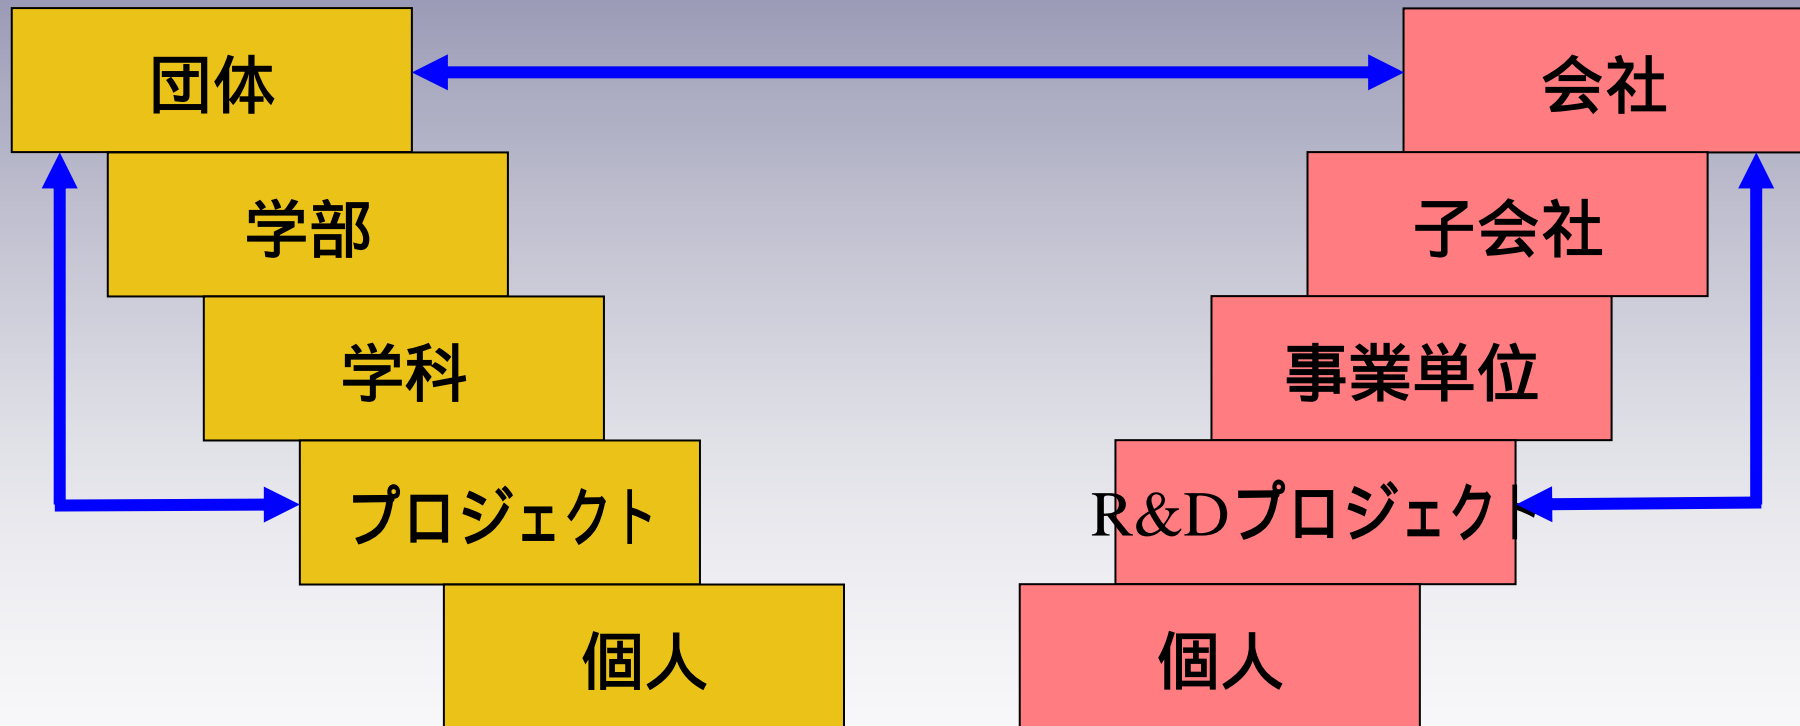 団体
会社
学部
子会社
学科
事業単位
プロジェクト
R&Dプロジェクト
個人
個人